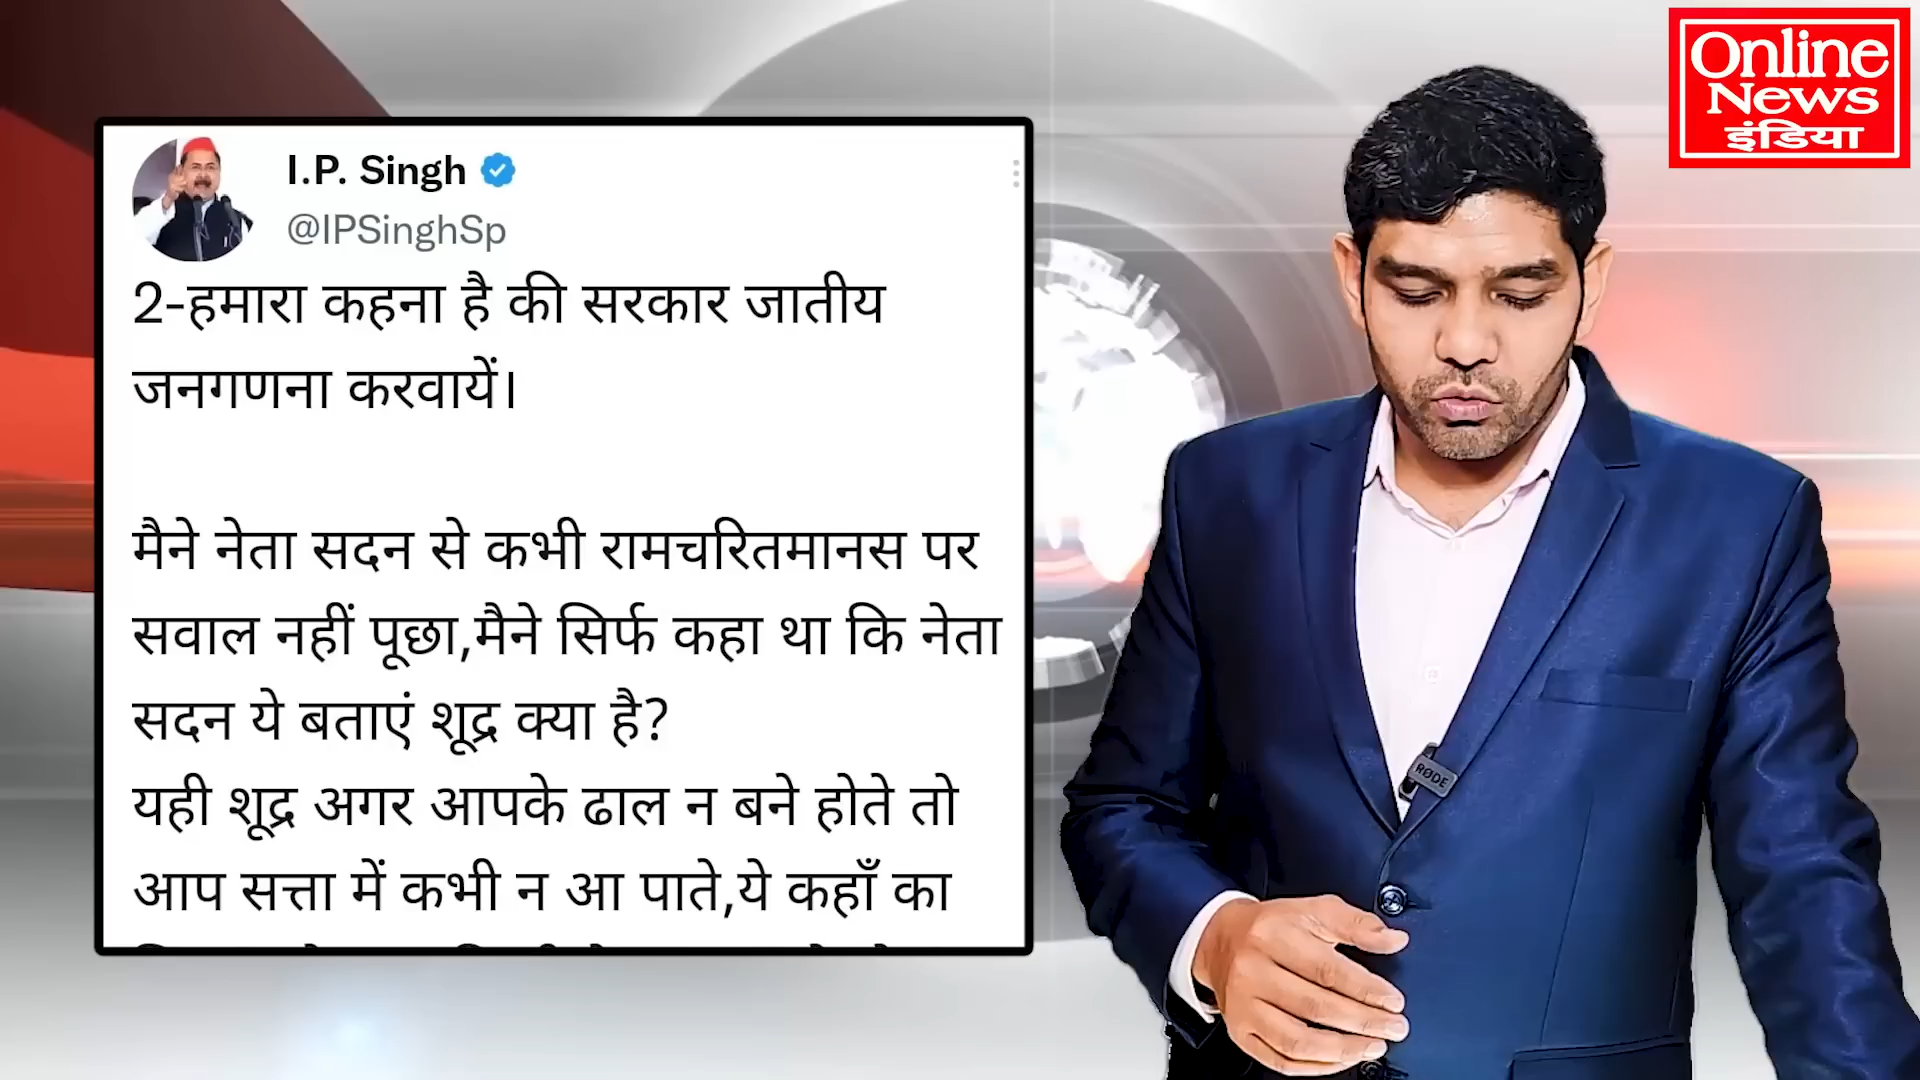 I.P. Singh
@IPSinghSp
2-हमारा कहना है की सरकार जातीय
जनगणना करवायें।
मैने नेता सदन से कभी रामचरितमानस पर
सवाल नहीं पूछा,मैने सिर्फ कहा था कि नेता
सदन ये बताएं शूद्र क्या है?
यही शूद्र अगर आपके ढाल न बने होते तो
आप सत्ता में कभी न आ पाते,ये कहाँ का
Online
News
इंडिया
RØDE